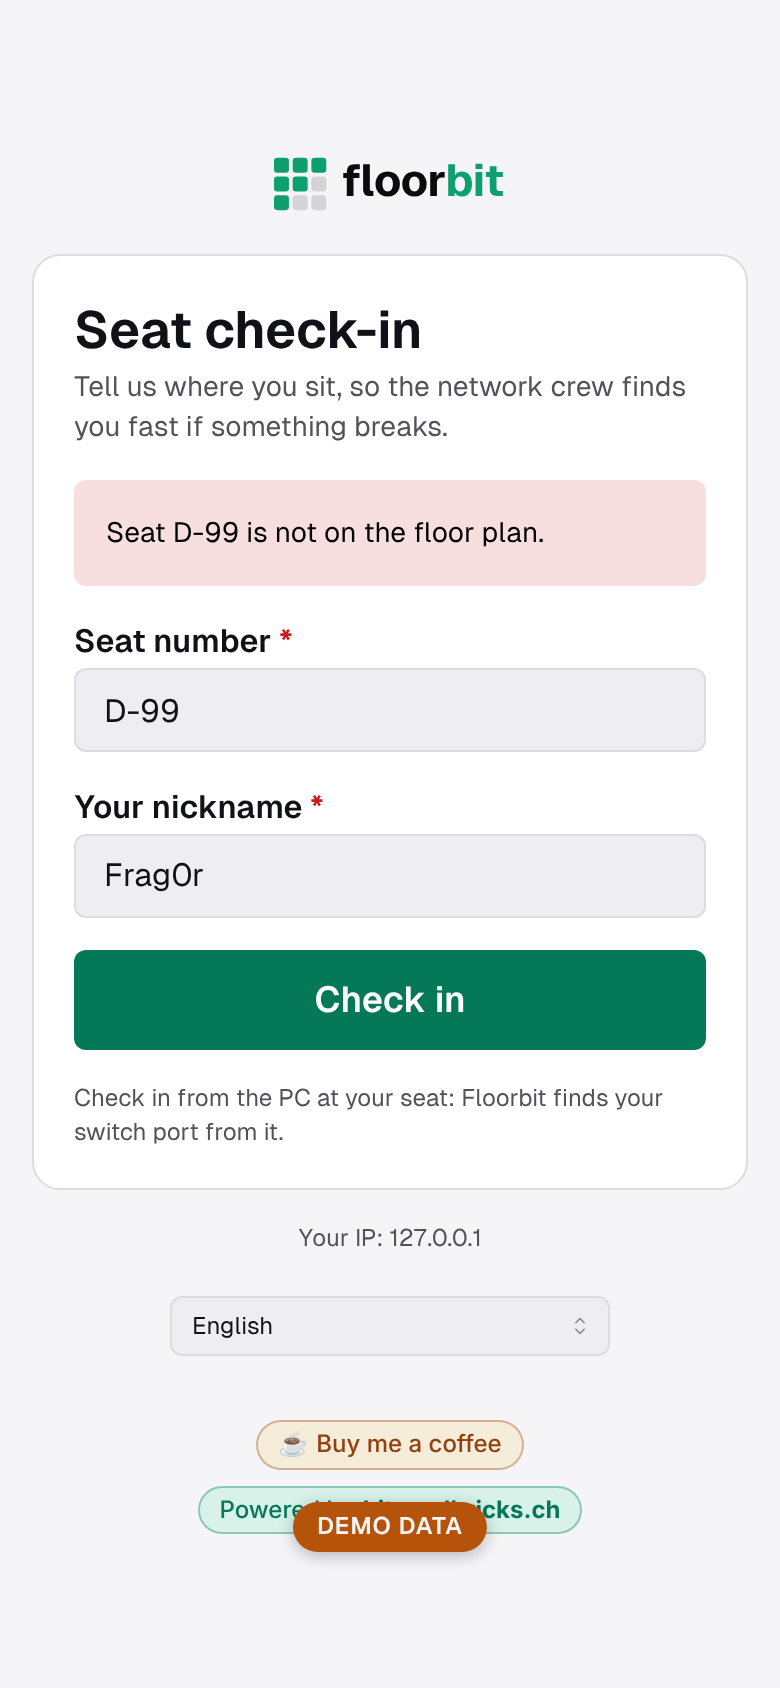 floorbit
Seat check-in
Tell us where you sit, so the network crew finds
you fast if something breaks.
Seat D-99 is not on the floor plan.
Seat number *
D-99
Your nickname *
Frag0r
Check in
Check in from the PC at your seat: Floorbit finds your
switch port from it.
Your IP: 127.0.0.1
English
☕ Buy me a coffee
DEMO DATA